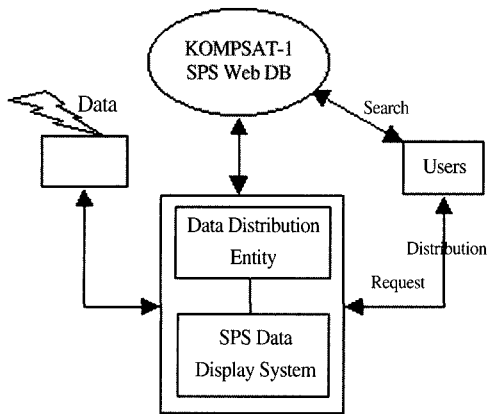 KOMPSAT-1
SPS Web DB
Data
Search
Users
Data Distribution
Entity
Distribution
Request
SPS Data
Display System